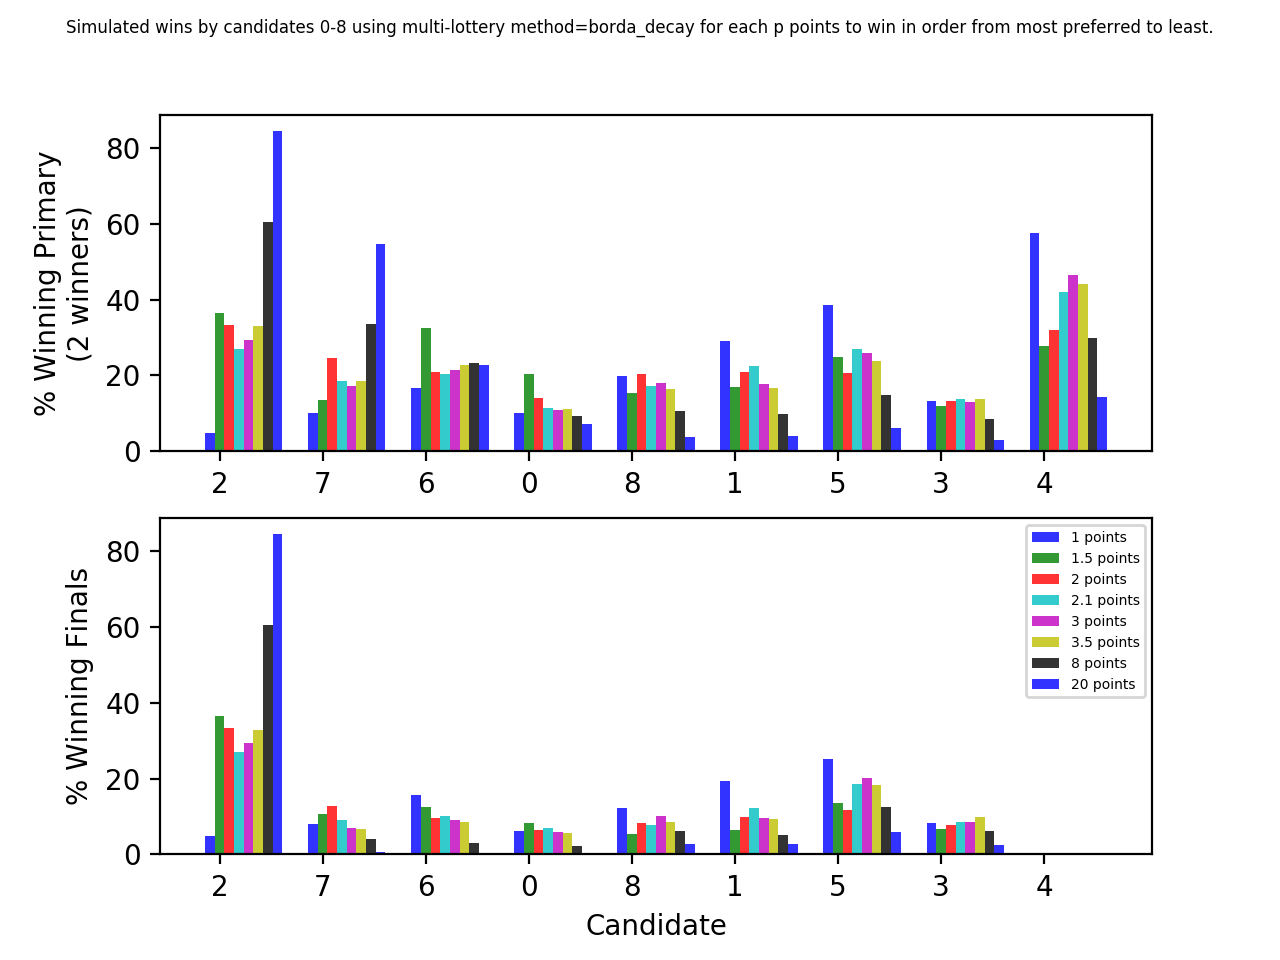 Simulated wins by candidates 0-8 using multi-lottery method=borda_decay for each p points to win in order from most preferred to least.
% Winning Primary
(2 winners)
80
60
40
20
0
2 7 6 0 8 1 5 3 4
% Winning Finals
80
60
40
20
0
1 points
1.5 points
2 points
2.1 points
3 points
3.5 points
8 points
20 points
2 7 6 0 8 1 5 3 4
Candidate